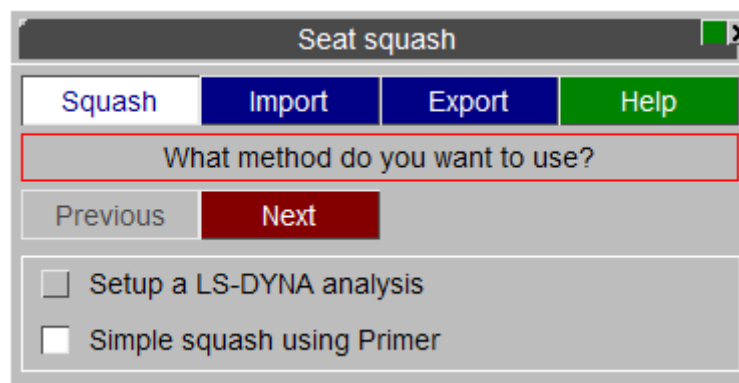 Seat squash
Squash Import Export Help
What method do you want to use?
Previous Next
Setup a LS-DYNA analysis
Simple squash using Primer